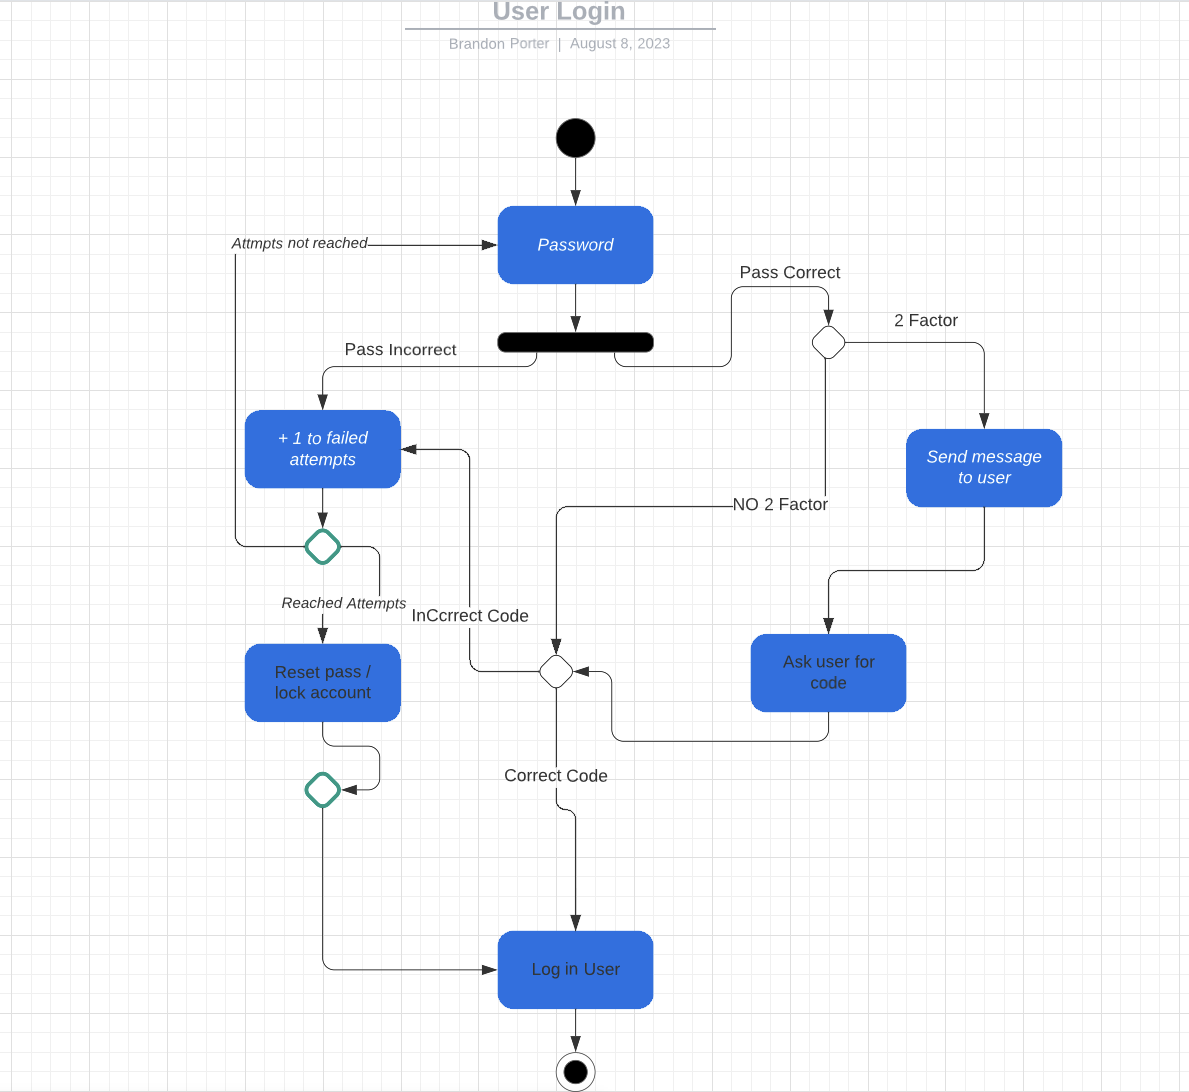 User Login
Brandon Porter | August 8, 2023
Attmpts not reached
Password
Pass Correct
2 Factor
Pass Incorrect
+ 1 to failed
attempts
Send message
to user
NO 2 Factor
Reached Attempts
InCcrrect Code
Ask user for
code
Reset pass /
lock account
Correct Code
Log in User